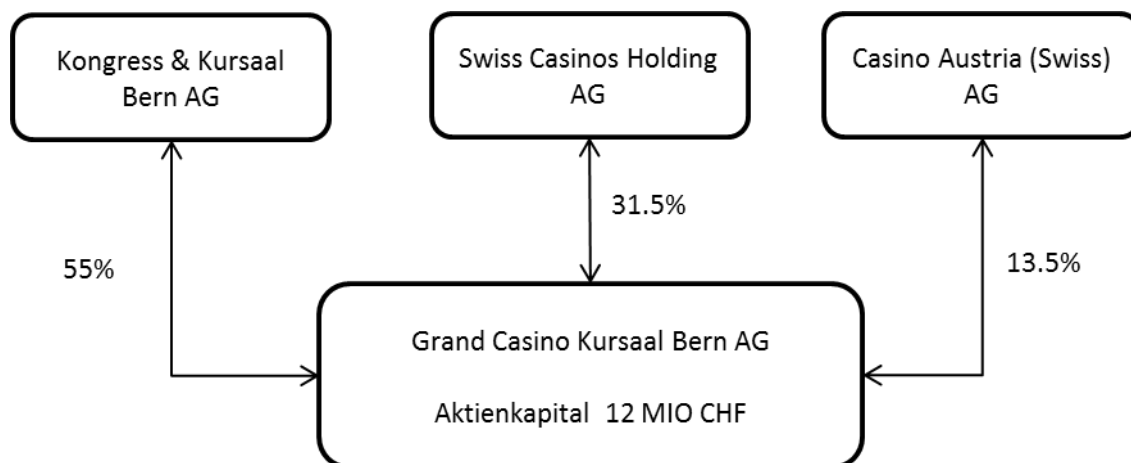 Kongress & Kursaal
Bern AG
Swiss Casinos Holding
AG
Casino Austria (Swiss)
AG
55%
31.5%
13.5%
Grand Casino Kursaal Bern AG
Aktienkapital 12 MIO CHF